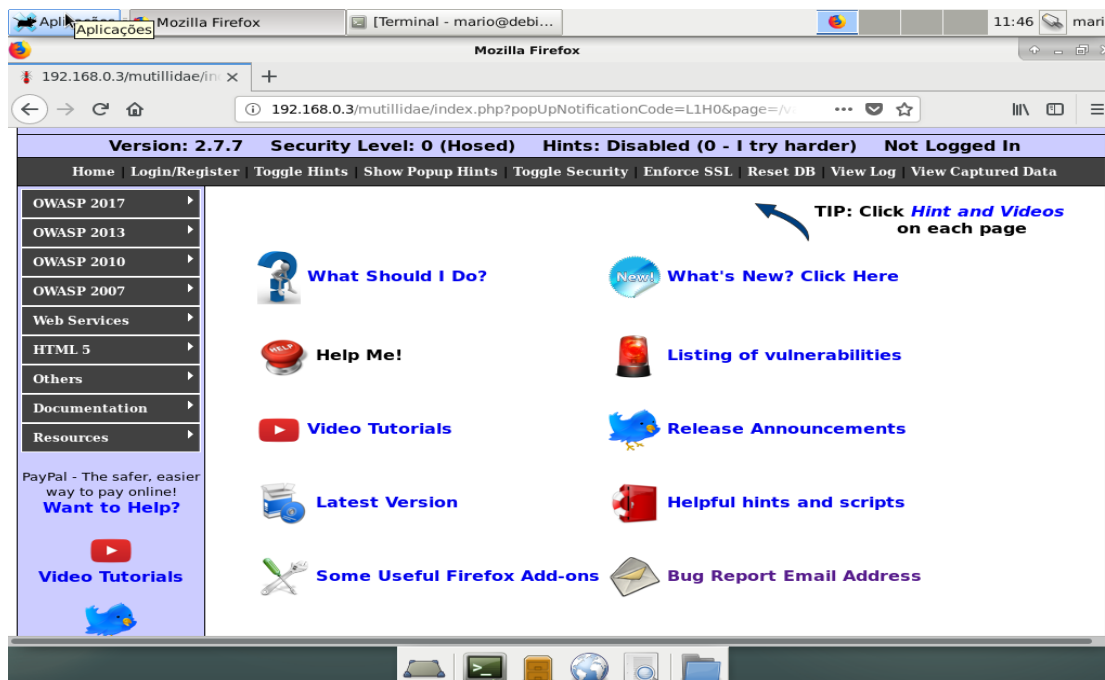 Aplicações Mozilla Firefox [Terminal - mario@debi... 11:46 mari
Aplicações
Mozilla Firefox
192.168.0.3/mutillidae/in
192.168.0.3/mutillidae/index.php?popUpNotificationCode=L1H0&page=/
Version: 2.7.7 Security Level: 0 (Hosed) Hints: Disabled (0 - I try harder) Not Logged In
Home Login/Register Toggle Hints Show Popup Hints Toggle Security Enforce SSL Reset DB View Log View Captured Data
OWASP 2017
OWASP 2013
OWASP 2010
OWASP 2007
Web Services
HTML 5
Others
Documentation
Resources
PayPal - The safer, easier
way to pay online!
Want to Help?
Video Tutorials
TIP: Click Hint and Videos
on each page
What Should I Do?
New!
What's New? Click Here
HELP
Help Me!
Listing of vulnerabilities
Video Tutorials
Release Announcements
Latest Version
Helpful hints and scripts
Some Useful Firefox Add-ons
Bug Report Email Address